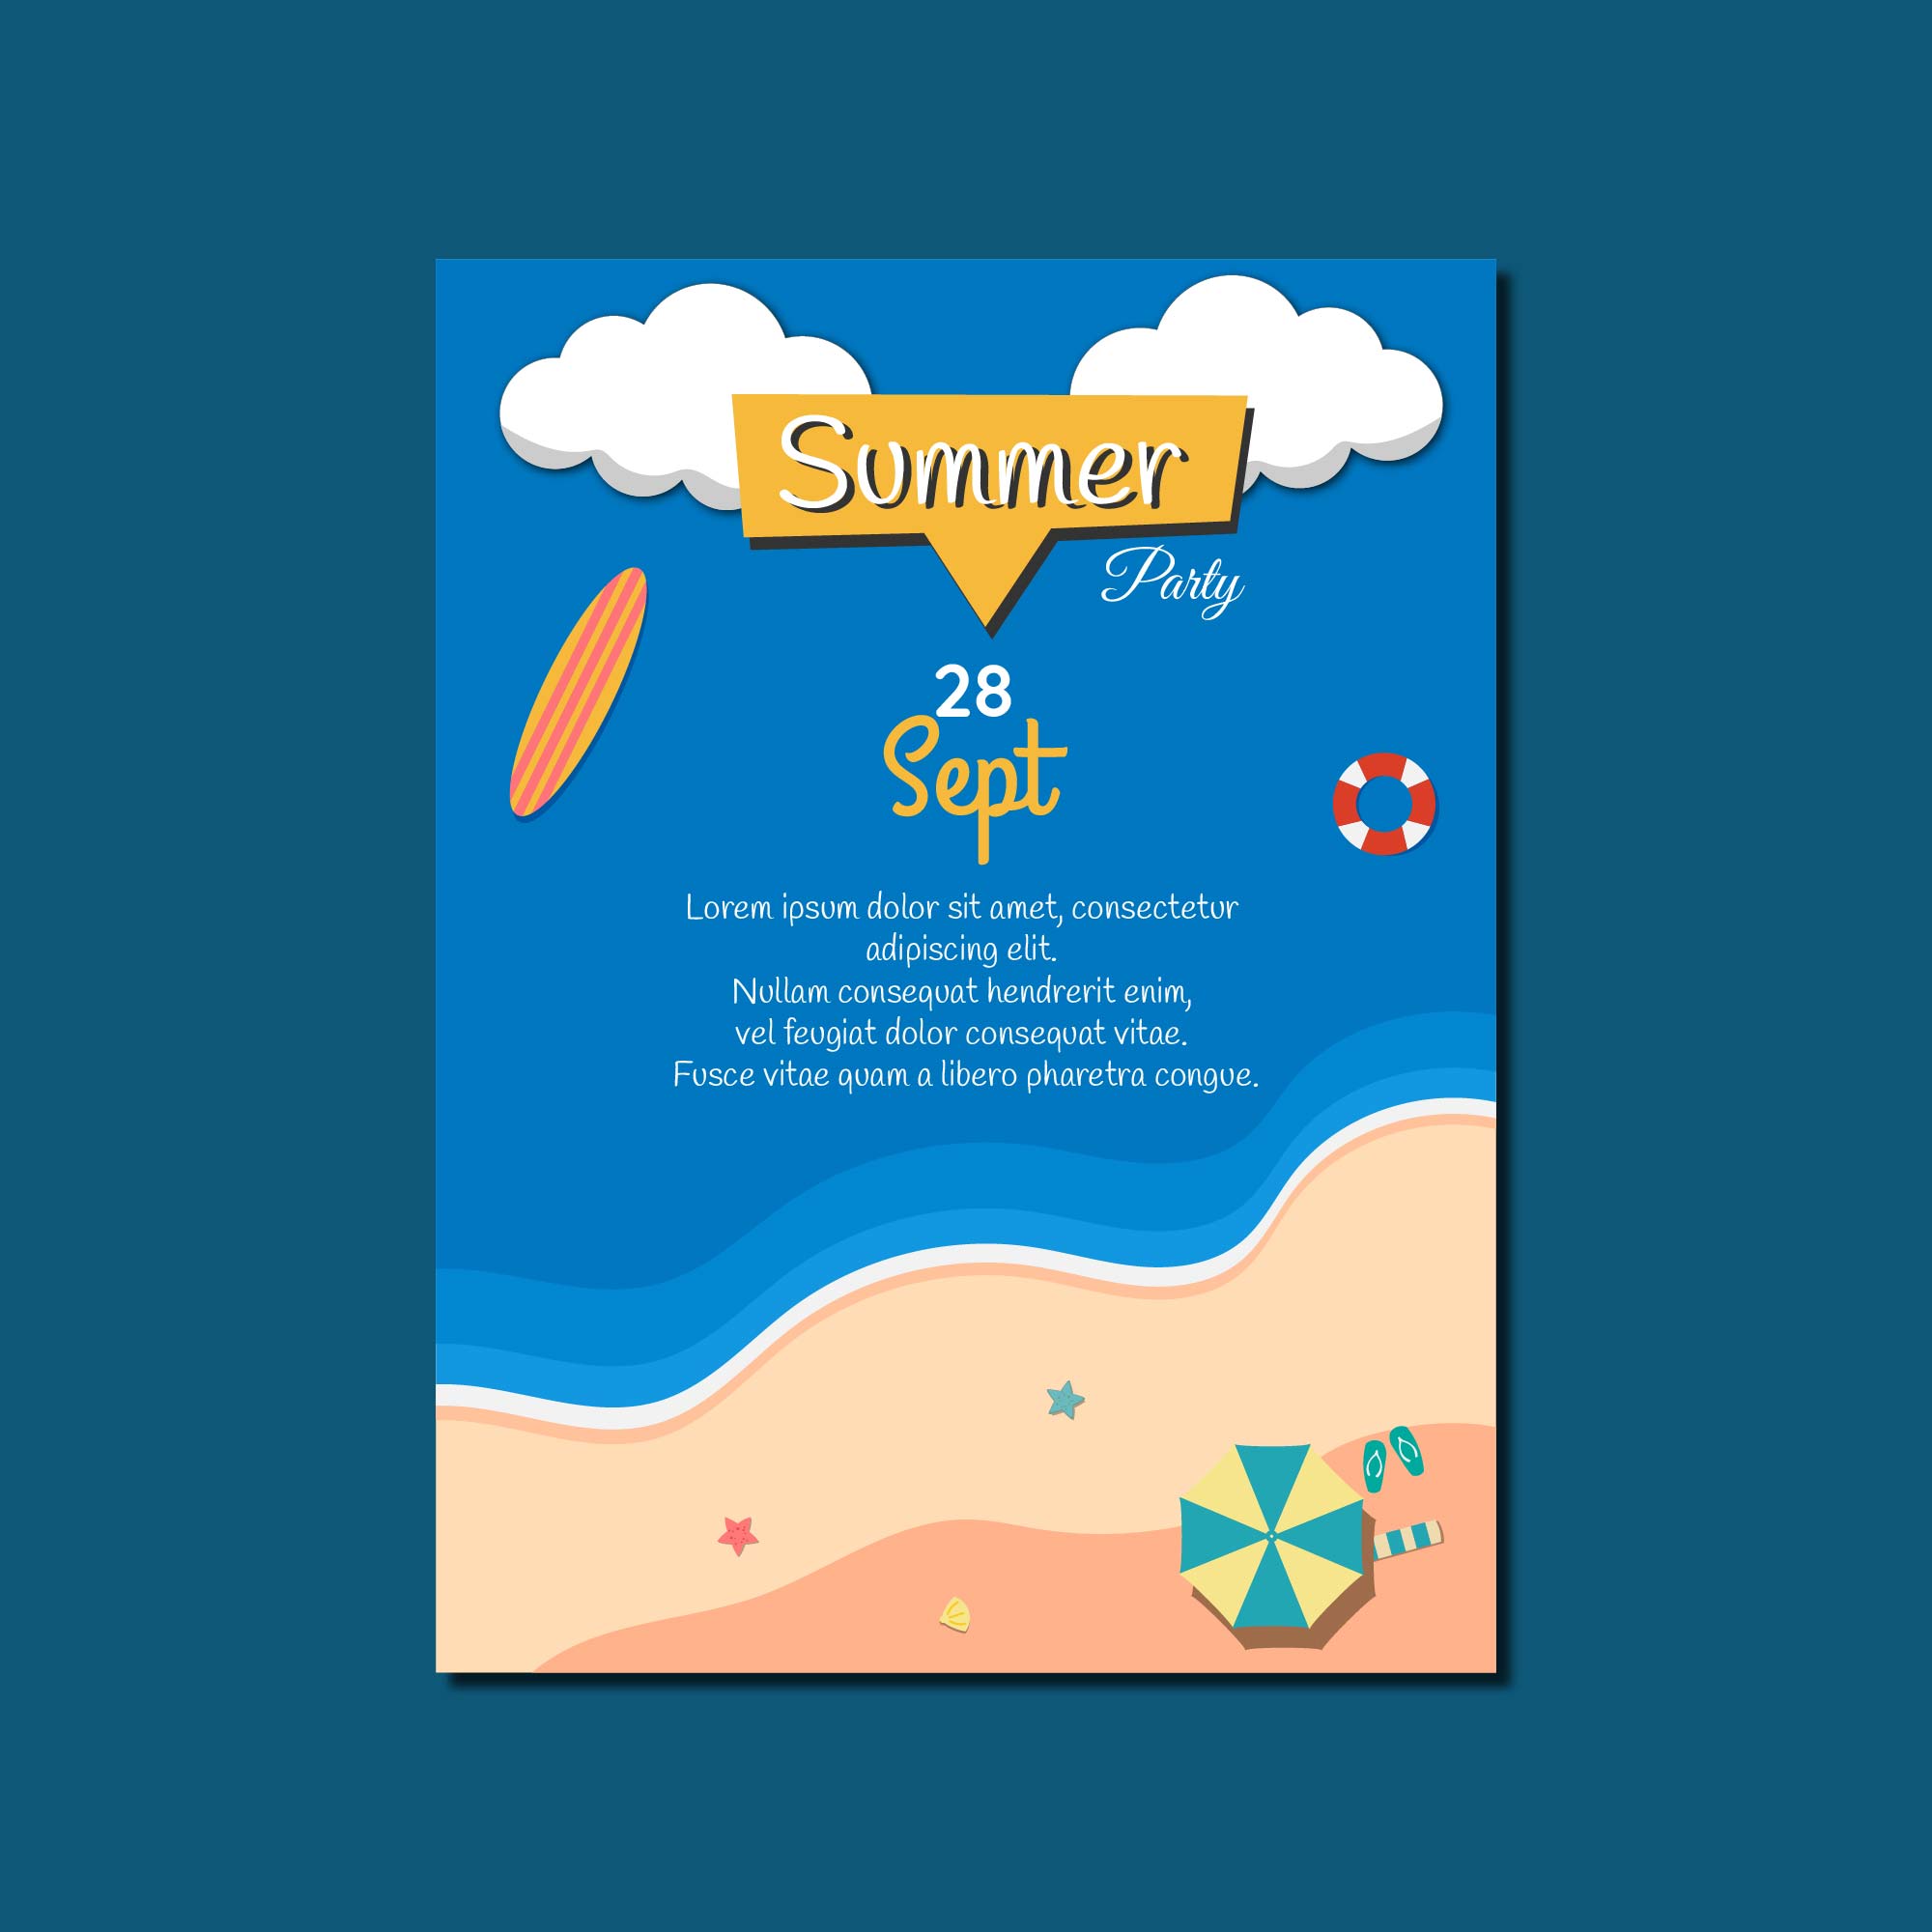 Summer
Party
28
Sept
Lorem ipsum dolor sit amet, consectetur
adipiscing elit.
Nullam consequat hendrerit enim,
vel feugiat dolor consequat vitae.
Fusce vitae quam a libero pharetra congue.